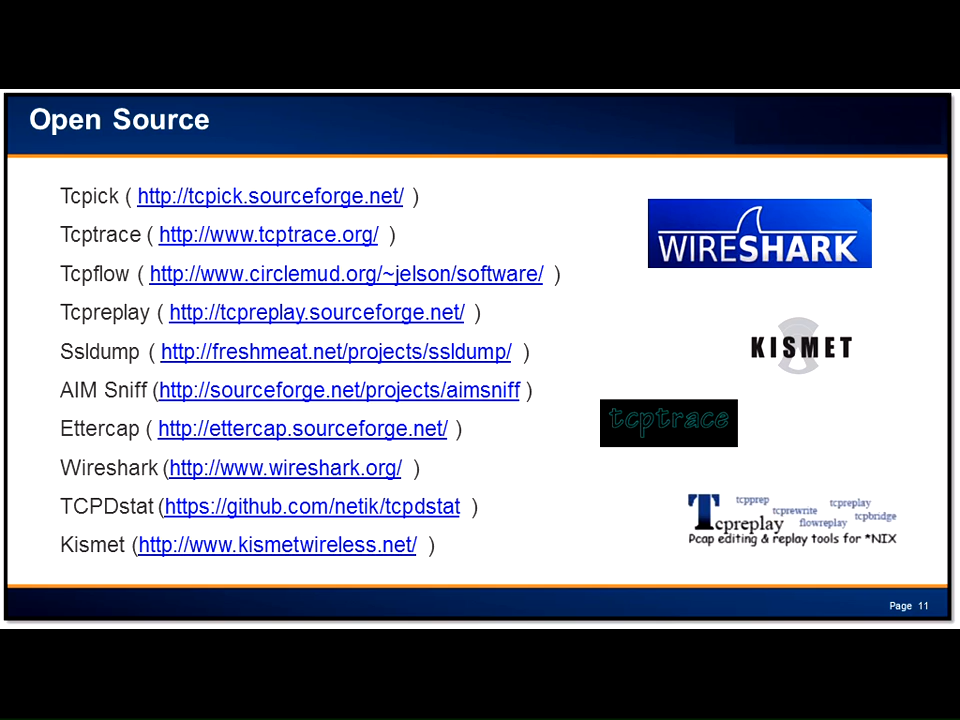 Open Source
Tcpick ( http://tcpick.sourceforge.net/ )
Tcptrace ( http://www.tcptrace.org/ )
Tcpflow ( http://www.circlemud.org/~jelson/software/ )
Tcpreplay ( http://tcpreplay.sourceforge.net/ )
Ssldump ( http://freshmeat.net/projects/ssldump/ )
AIM Sniff (http://sourceforge.net/projects/aimsniff )
Ettercap ( http://ettercap.sourceforge.net/ )
Wireshark (http://www.wireshark.org/ )
TCPDstat (https://github.com/netik/tcpdstat )
Kismet (http://www.kismetwireless.net/ )
WIRESHARK
KISMET
tcptrace
Tcpreplay
tcpprep
tcprewrite
tcpreplay
flowreplay
tcpbridge
Pcap editing & replay tools for *NIX
Page 11